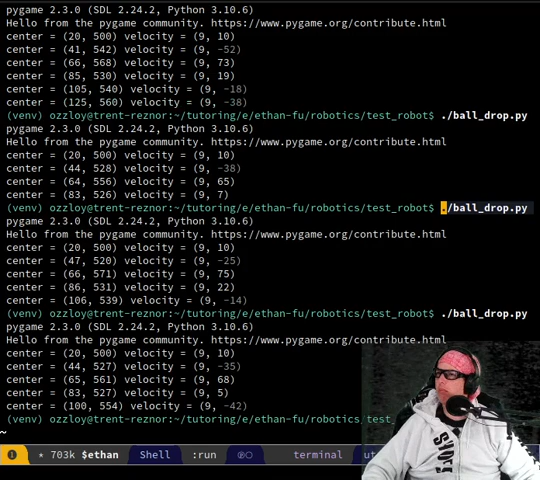 pygame 2.3.0 (SDL 2.24.2, Python 3.10.6)
Hello from the pygame community. https://www.pygame.org/contribute.html
center = (20, 500) velocity = (9, 10)
center = (41, 542) velocity = (9, -52)
center = (66, 568) velocity = (9, 73)
center = (85, 530) velocity = (9, 19)
center = (105, 540) velocity = (9, -18)
center = (125, 560) velocity = (9, -38)
(venv) ozzloy@trent-reznor:~/tutoring/e/ethan-fu/robotics/test_robot$ ./ball_drop.py
pygame 2.3.0 (SDL 2.24.2, Python 3.10.6)
Hello from the pygame community. https://www.pygame.org/contribute.html
center = (20, 500) velocity = (9, 10)
center = (44, 528) velocity = (9, -38)
center = (64, 556) velocity = (9, 65)
center = (83, 526) velocity = (9, 7)
(venv) ozzloy@trent-reznor:~/tutoring/e/ethan-fu/robotics/test_robot$ ./ball_drop.py
pygame 2.3.0 (SDL 2.24.2, Python 3.10.6)
Hello from the pygame community. https://www.pygame.org/contribute.html
center = (20, 500) velocity = (9, 10)
center = (47, 520) velocity = (9, -25)
center = (66, 571) velocity = (9, 75)
center = (86, 531) velocity = (9, 22)
center = (106, 539) velocity = (9, -14)
(venv) ozzloy@trent-reznor:~/tutoring/e/ethan-fu/robotics/test_robot$ ./ball_drop.py
pygame 2.3.0 (SDL 2.24.2, Python 3.10.6)
Hello from the pygame community. https://www.pygame.org/contribute.html
center = (20, 500) velocity = (9, 10)
center = (44, 527) velocity = (9, -35)
center = (65, 561) velocity = (9, 68)
center = (83, 527) velocity = (9, 5)
center = (100, 554) velocity = (9, -42)
(venv) ozzloy@trent-reznor:~/tutoring/e/ethan-fu/robotics/test_
~
* 703k $ethan Shell :run terminal ut